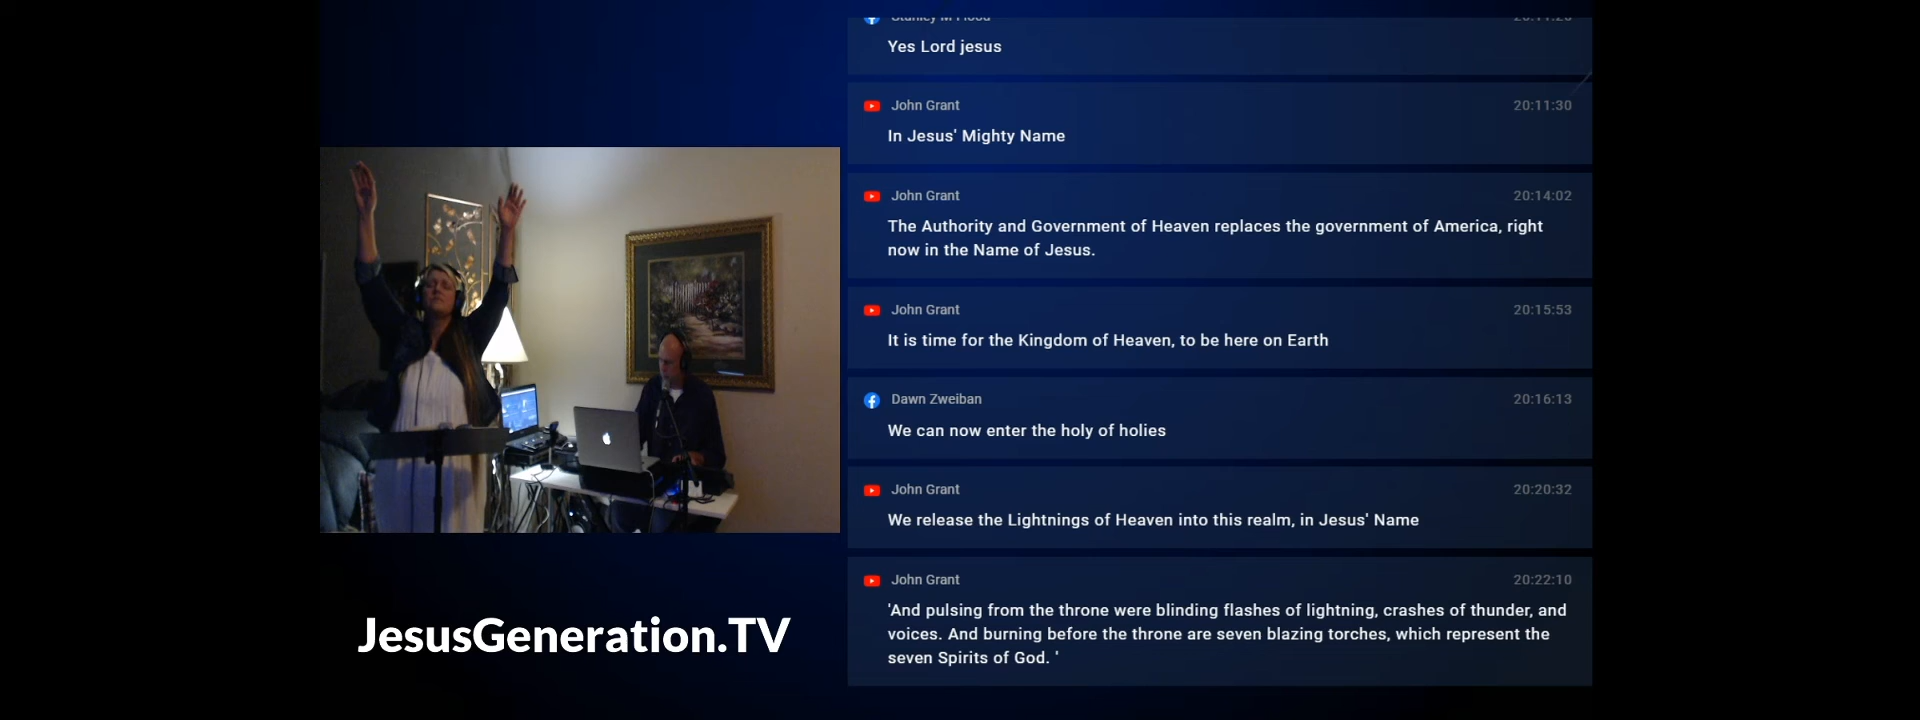 Yes Lord jesus
John Grant 20:11:30
In Jesus' Mighty Name
John Grant 20:14:02
The Authority and Government of Heaven replaces the government of America, right
now in the Name of Jesus.
John Grant 20:15:53
It is time for the Kingdom of Heaven, to be here on Earth
Dawn Zweiban 20:16:13
We can now enter the holy of holies
John Grant 20:20:32
We release the Lightnings of Heaven into this realm, in Jesus' Name
John Grant 20:22:10
'And pulsing from the throne were blinding flashes of lightning, crashes of thunder, and
voices. And burning before the throne are seven blazing torches, which represent the
seven Spirits of God. '
JesusGeneration.TV